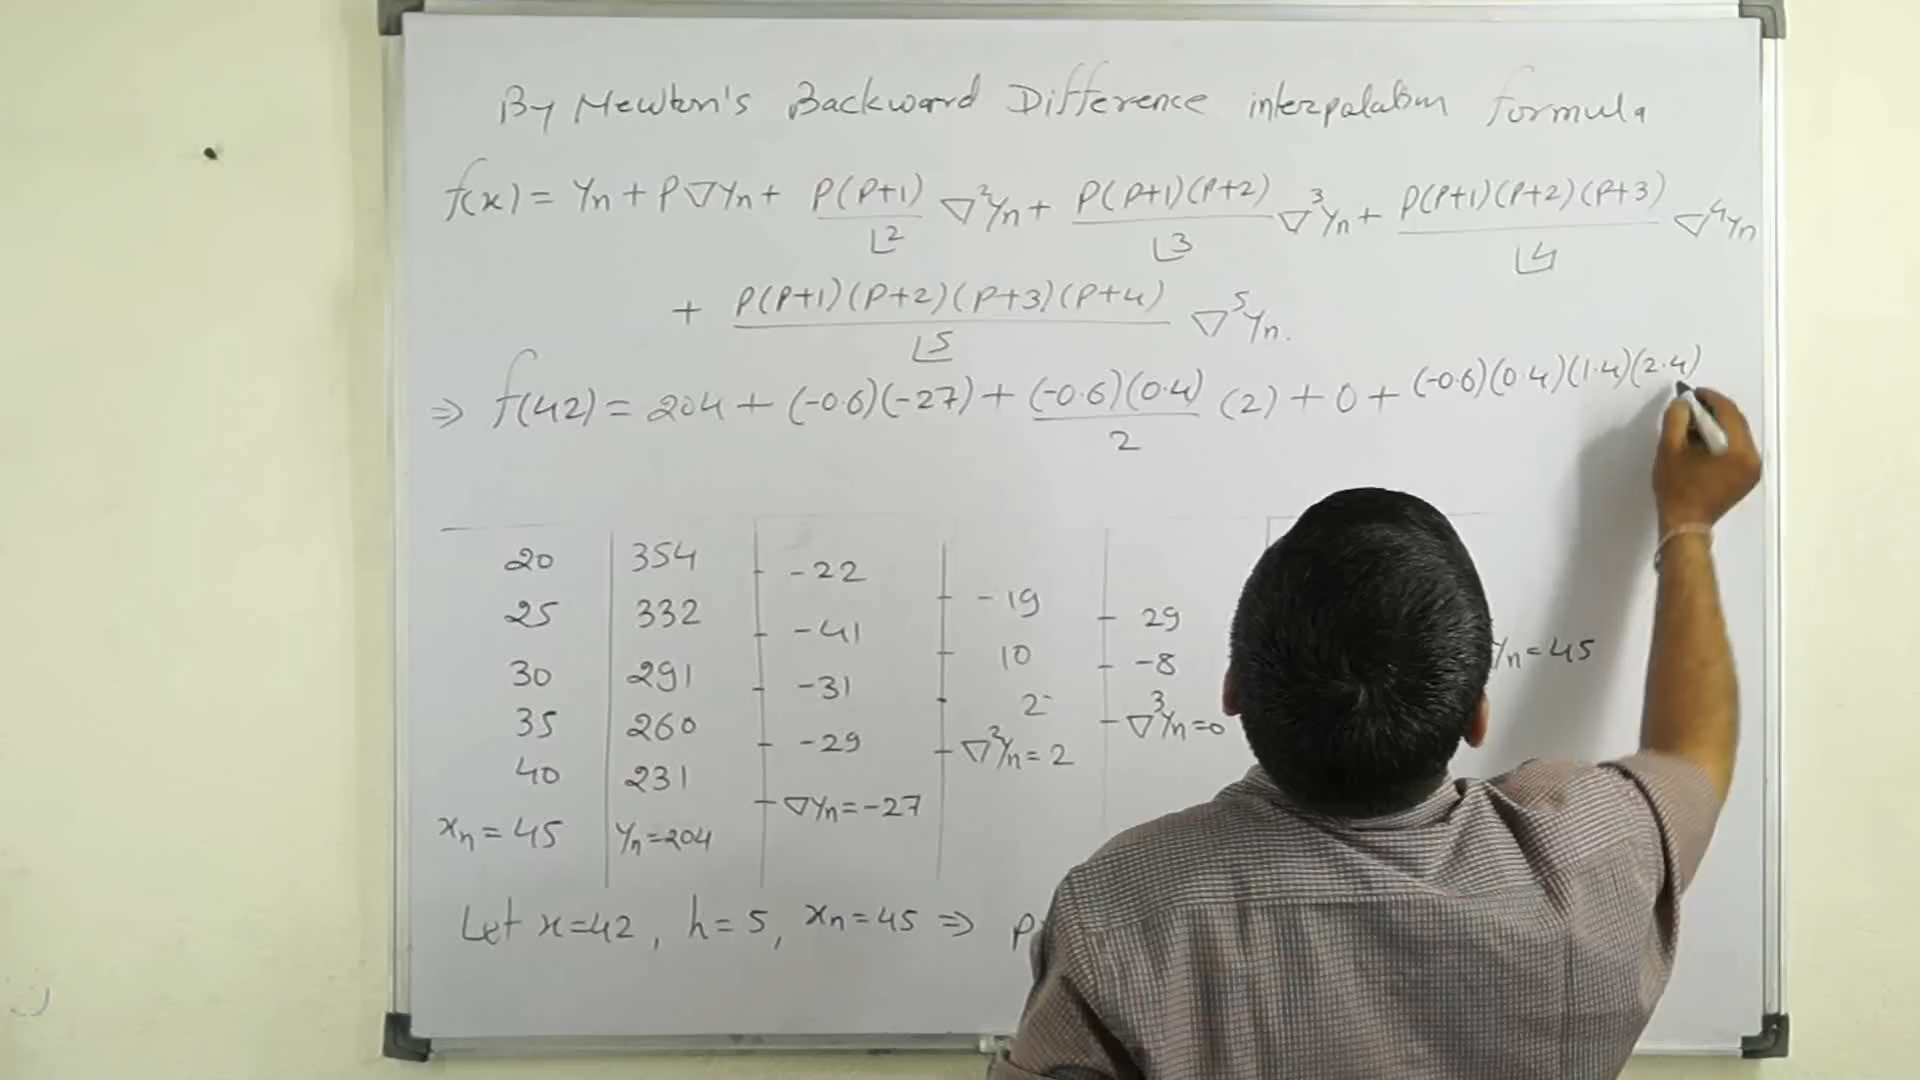 By Newton's Backward Difference interpolation formula
f(x) = Yn + P∇Yn + P(P+1)/⌊2 ∇²Yn + P(P+1)(P+2)/⌊3 ∇³Yn + P(P+1)(P+2)(P+3)/⌊4 ∇⁴Yn
+ P(P+1)(P+2)(P+3)(P+4)/⌊5 ∇⁵Yn.
⇒ f(42) = 204 + (-0.6)(-27) + (-0.6)(0.4)/2 (2) + 0 + (-0.6)(0.4)(1.4)(2.4)
20 354 -22
25 332 -41 -19 29
30 291 -31 10 -8 Yn=45
35 260 -29 2 ∇³Yn=0
40 231 ∇Yn=-27 ∇²Yn=2
xn=45 Yn=204
Let x=42, h=5, xn=45 ⇒ P